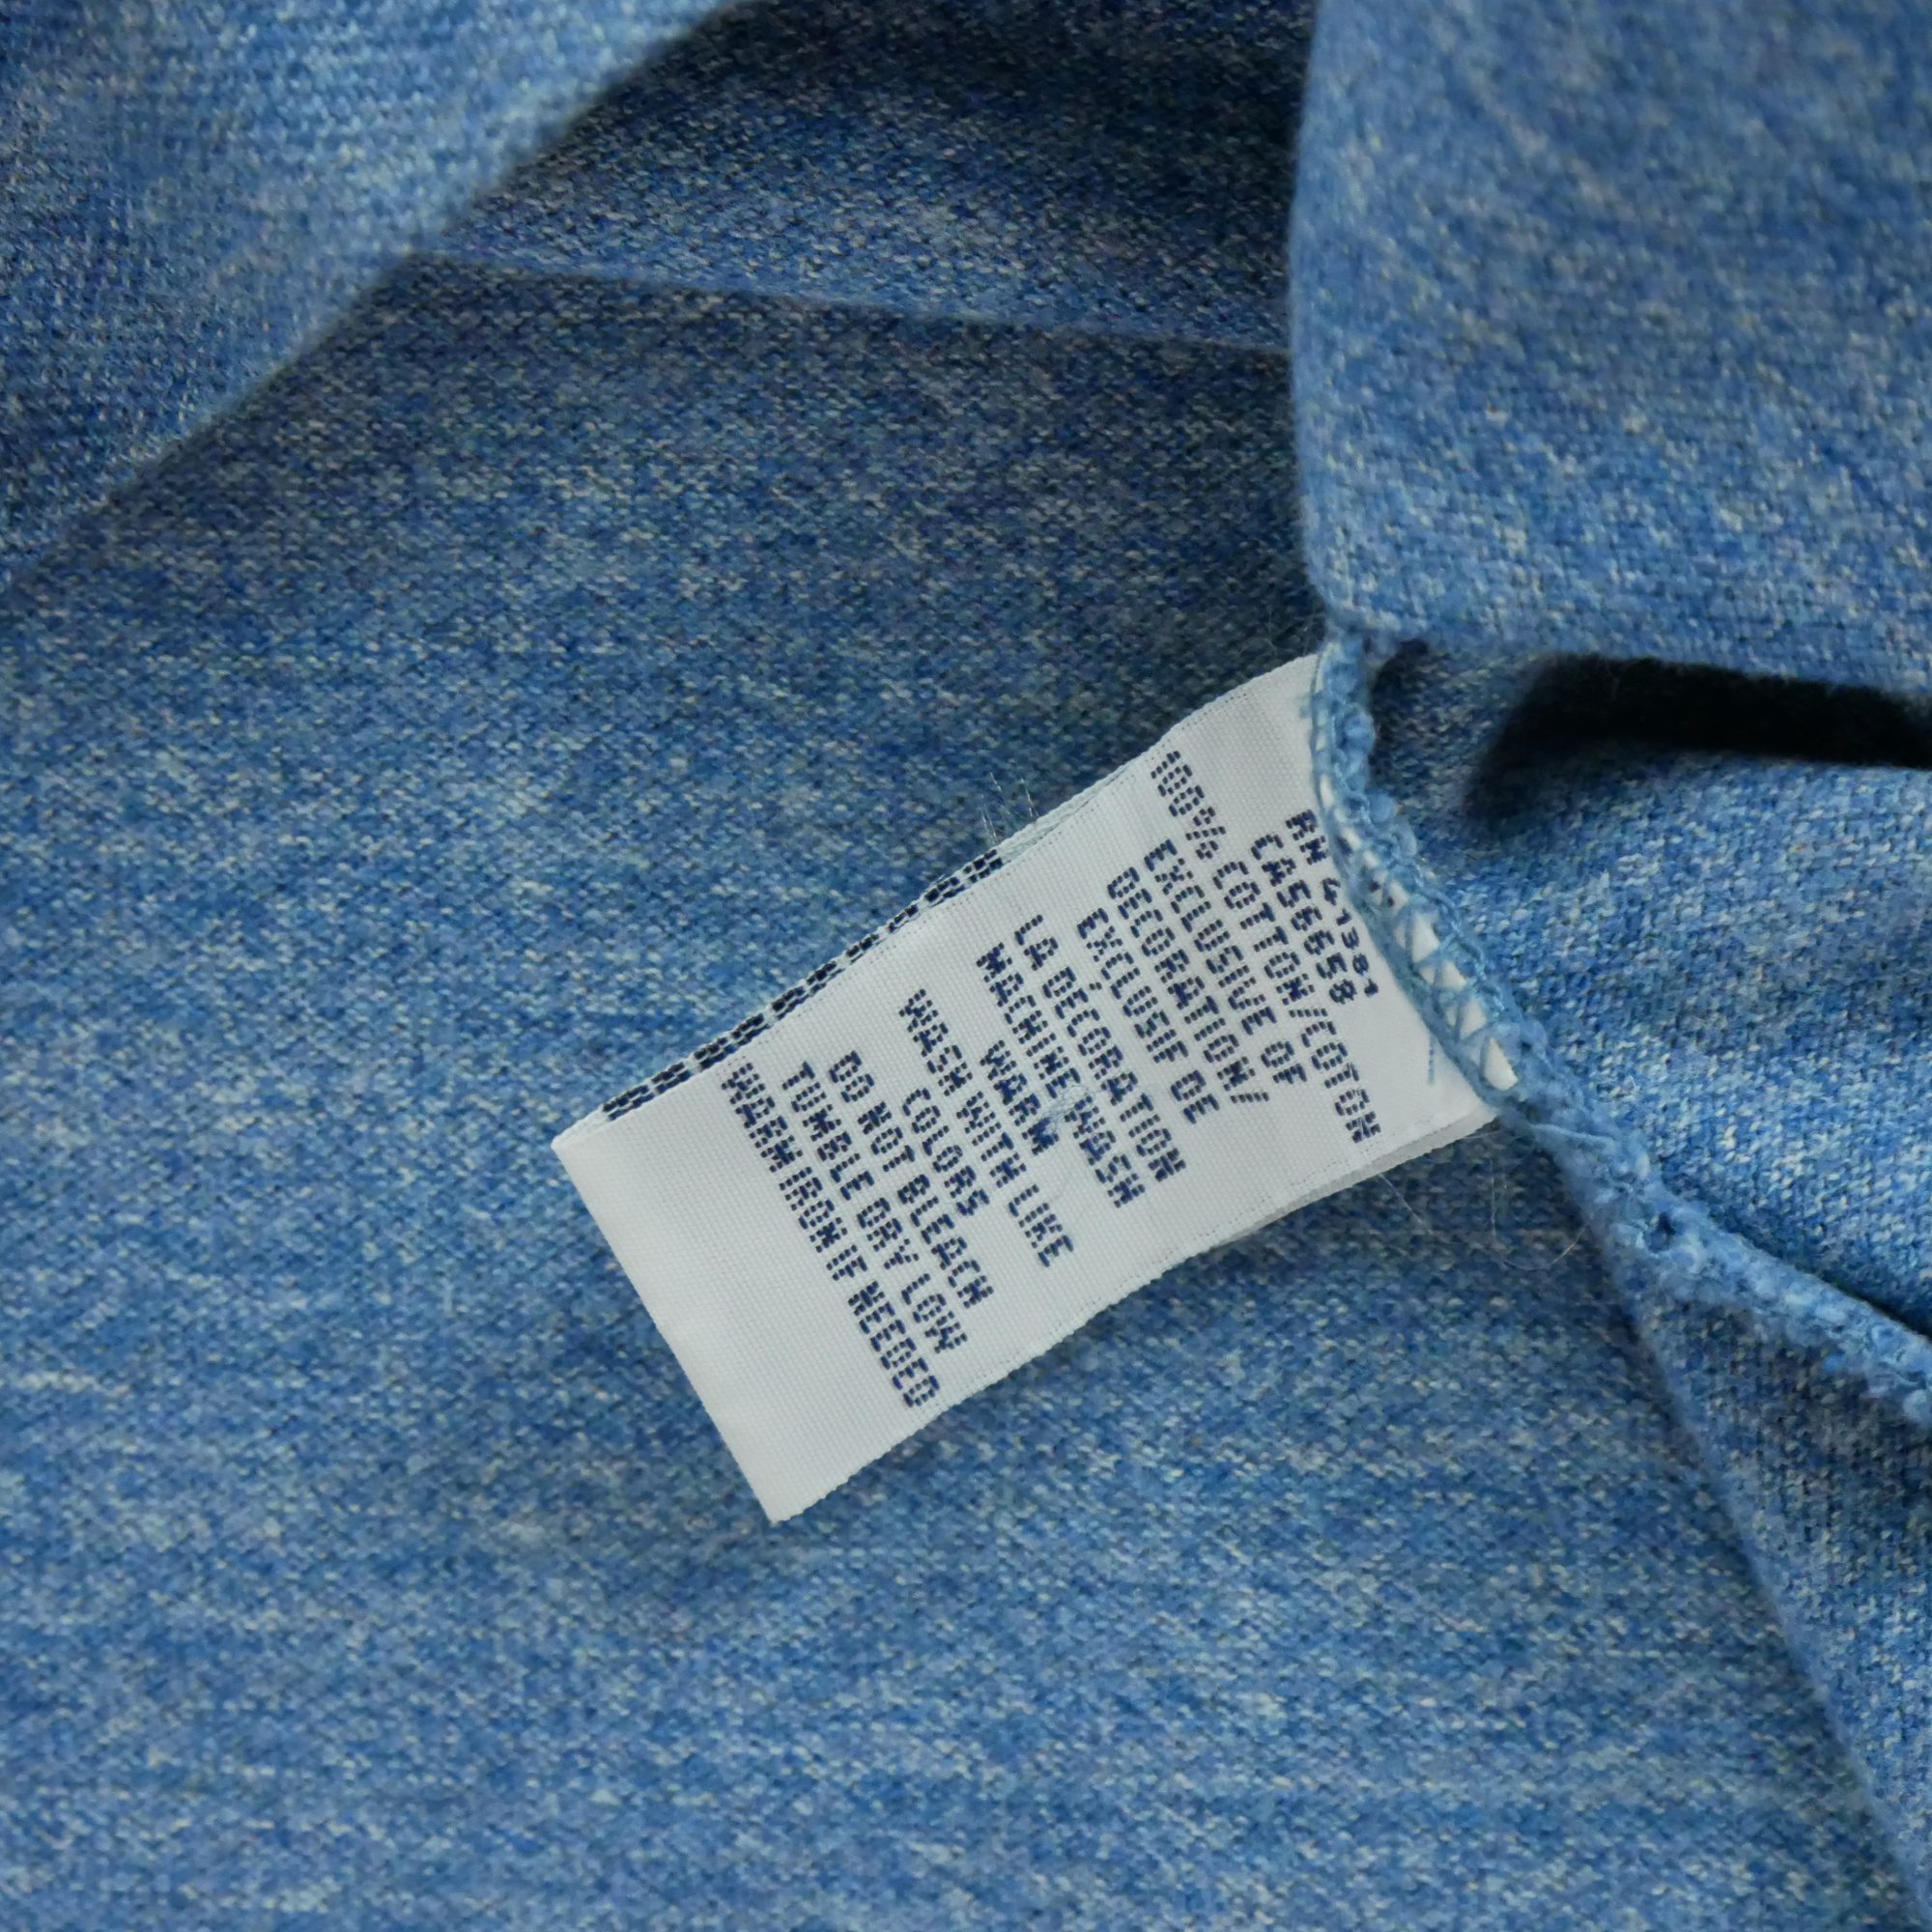 RN 41381
CA56658
100% COTTON/COTON
EXCLUSIVE OF
DECORATION/
EXCLUSIF DE
LA DÉCORATION
MACHINE WASH
WARM
WASH WITH LIKE
COLORS
DO NOT BLEACH
TUMBLE DRY LOW
WARM IRON IF NEEDED